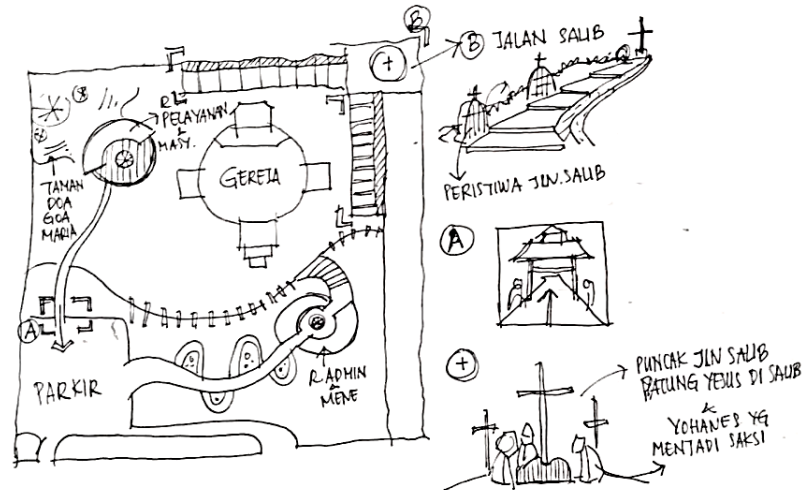 B
B JALAN SALIB
+
R.
PELAYANAN
&
MASY.
GEREJA
TAMAN
DOA
GOA
MARIA
PERISTIWA JLN. SALIB
A
A
PARKIR
R. ADMIN
&
MENE
+
PUNCAK JLN SALIB
PATUNG YESUS DI SALIB
&
YOHANES YG
MENJADI SAKSI